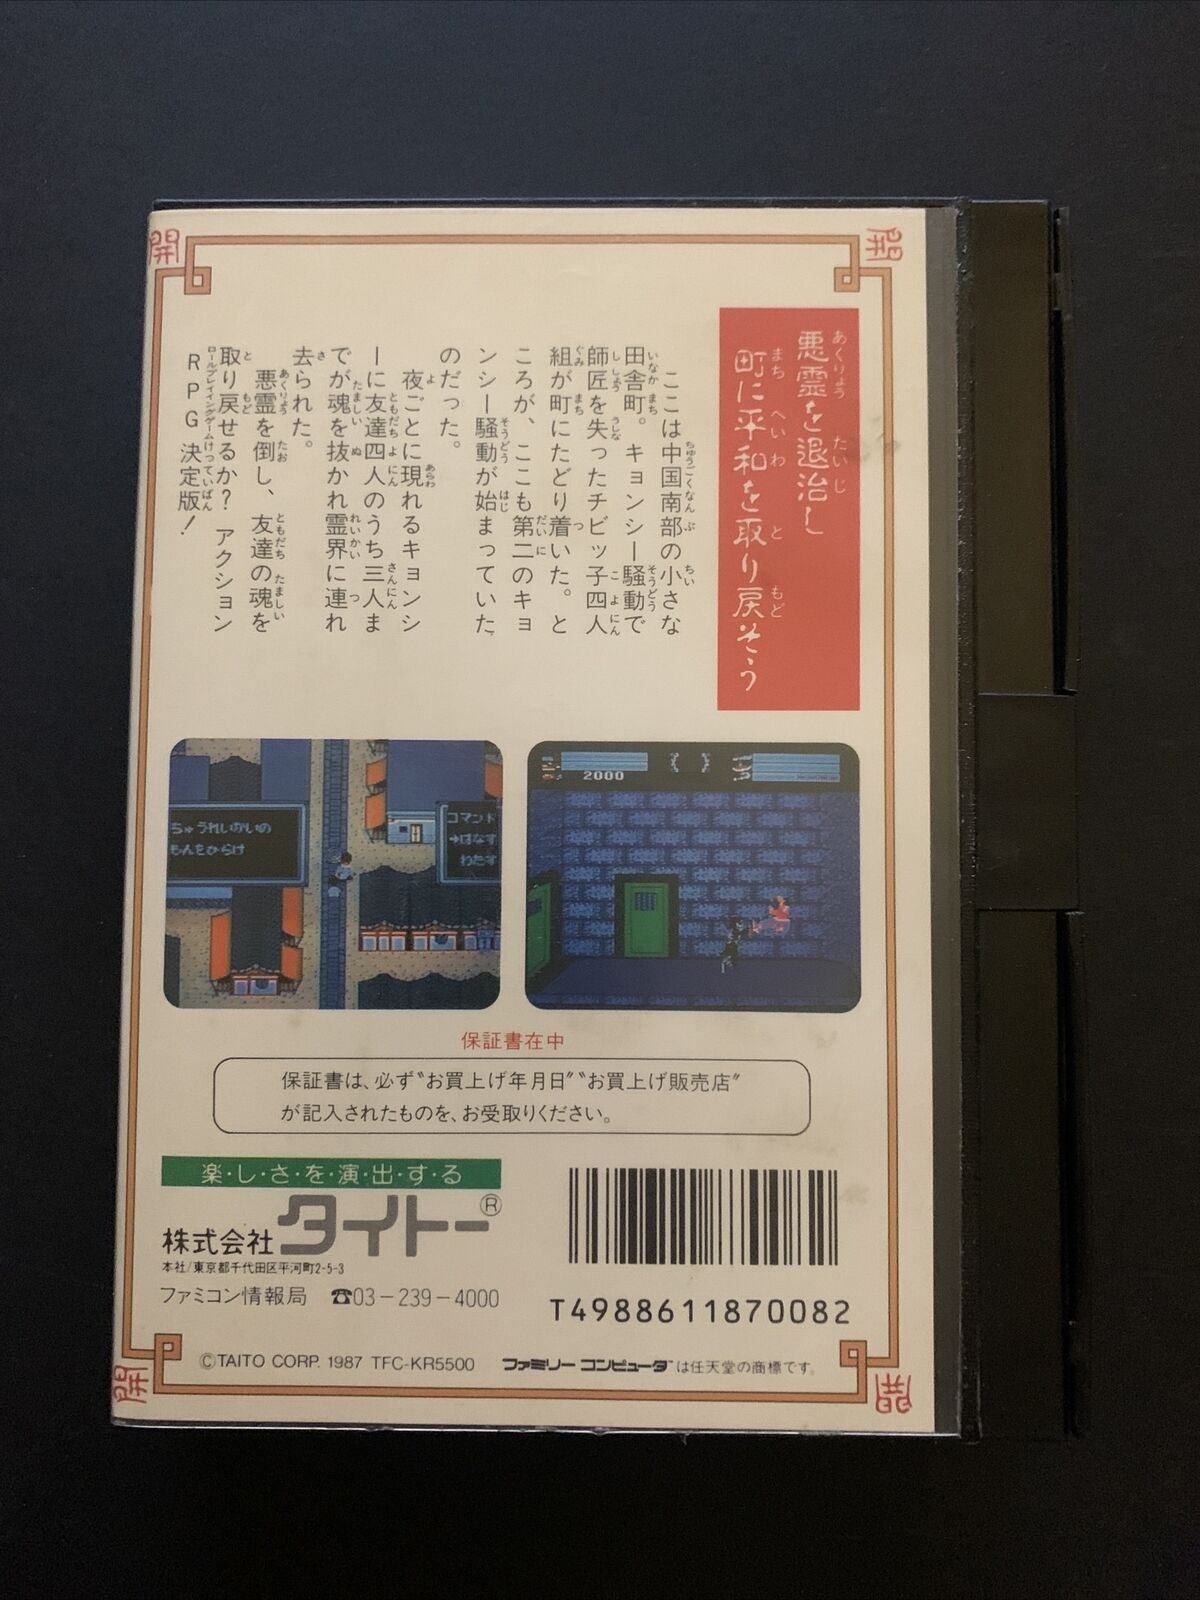 開
開
悪霊を退治し
町に平和を取り戻そう
ここは中国南部の小さな
田舎町。キョンシー騒動で
師匠を失ったチビッ子四人
組が町にたどり着いた。と
ころが、ここも第二のキョ
ンシー騒動が始まっていた
のだった。
夜ごとに現れるキョンシ
ーに友達四人のうち三人ま
でが魂を抜かれ霊界に連れ
去られた。
悪霊を倒し、友達の魂を
取り戻せるか？ アクション
RPG決定版！
ちゅうれいかいの
もんをひらけ
コマンド
→はなす
わたす
2000
保証書在中
保証書は、必ず“お買上げ年月日”“お買上げ販売店”
が記入されたものを、お受取りください。
楽・し・さ・を・演・出・す・る
株式会社 タイトー®
本社/東京都千代田区平河町2-5-3
ファミコン情報局 ☎03-239-4000
T4988611870082
©TAITO CORP. 1987 TFC-KR5500 ファミリー コンピュータ は任天堂の商標です。
開
開